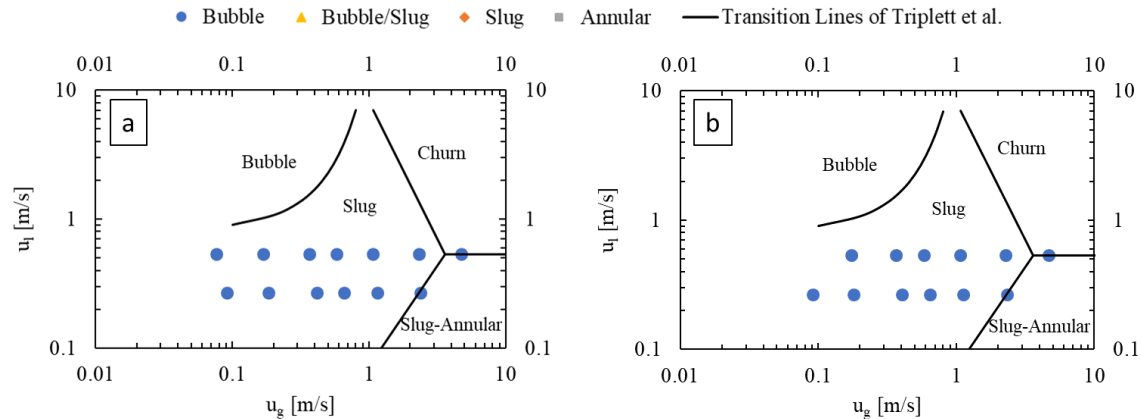 Bubble Bubble/Slug Slug Annular Transition Lines of Triplett et al.
0.01 0.1 1 10
10 10
a
Bubble
Churn
Slug
1 1
u_l [m/s]
Slug-Annular
0.1 0.1
0.01 0.1 1 10
u_g [m/s]
0.01 0.1 1 10
10 10
b
Bubble
Churn
Slug
1 1
u_l [m/s]
Slug-Annular
0.1 0.1
0.01 0.1 1 10
u_g [m/s]